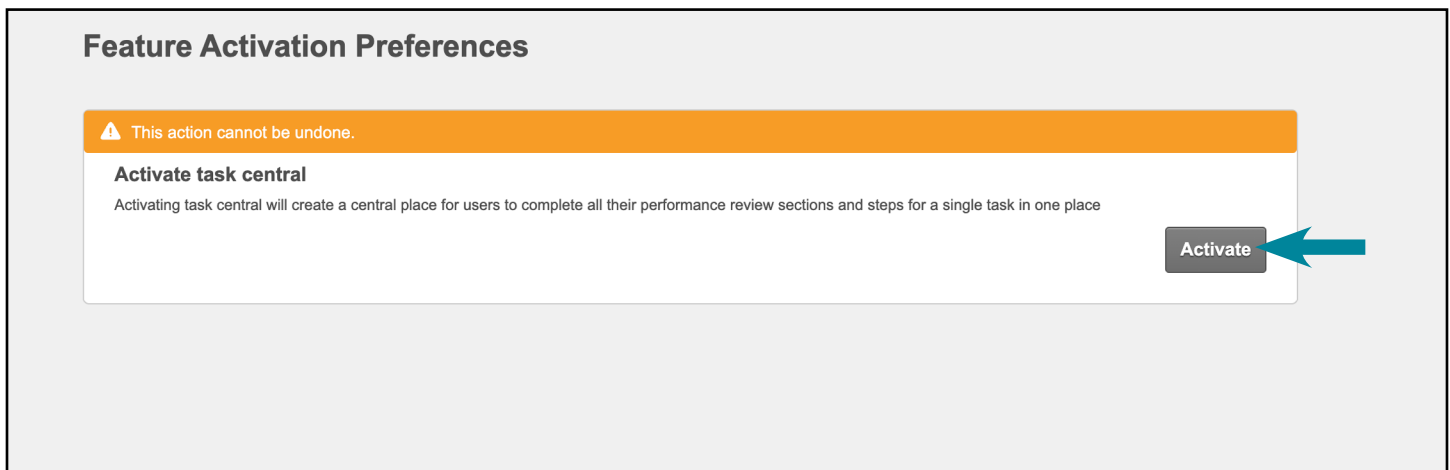 Feature Activation Preferences
This action cannot be undone.
Activate task central
Activating task central will create a central place for users to complete all their performance review sections and steps for a single task in one place
Activate